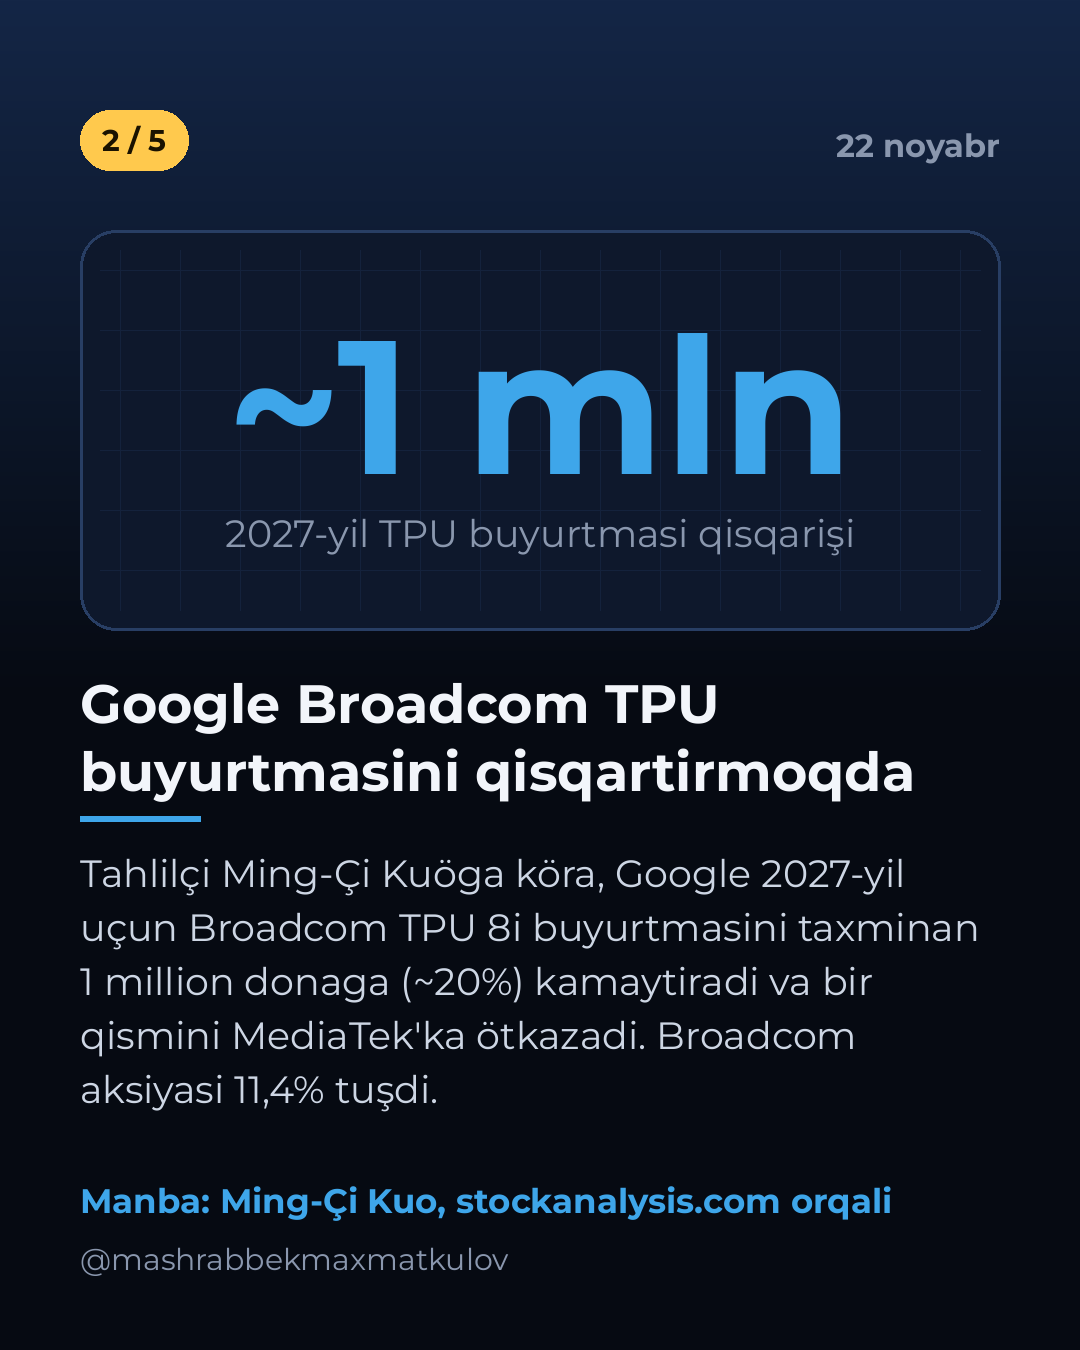 2 / 5
22 noyabr
~1 mln
2027-yil TPU buyurtmasi qisqarişi
Google Broadcom TPU
buyurtmasini qisqartirmoqda
Tahlilçi Ming-Çi Kuöga köra, Google 2027-yil
uçun Broadcom TPU 8i buyurtmasini taxminan
1 million donaga (~20%) kamaytiradi va bir
qismini MediaTek'ka ötkazadi. Broadcom
aksiyasi 11,4% tuşdi.
Manba: Ming-Çi Kuo, stockanalysis.com orqali
@mashrabbekmaxmatkulov